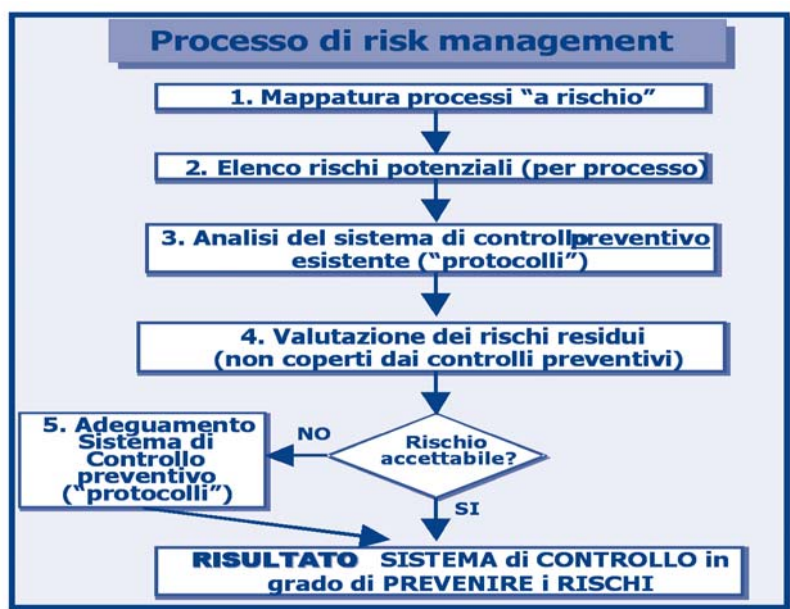 Processo di risk management
1. Mappatura processi “a rischio”
2. Elenco rischi potenziali (per processo)
3. Analisi del sistema di controllo preventivo
esistente (“protocolli”)
4. Valutazione dei rischi residui
(non coperti dai controlli preventivi)
5. Adeguamento
Sistema di
Controllo
preventivo
(“protocolli”)
NO
Rischio
accettabile?
SI
RISULTATO SISTEMA di CONTROLLO in
grado di PREVENIRE i RISCHI